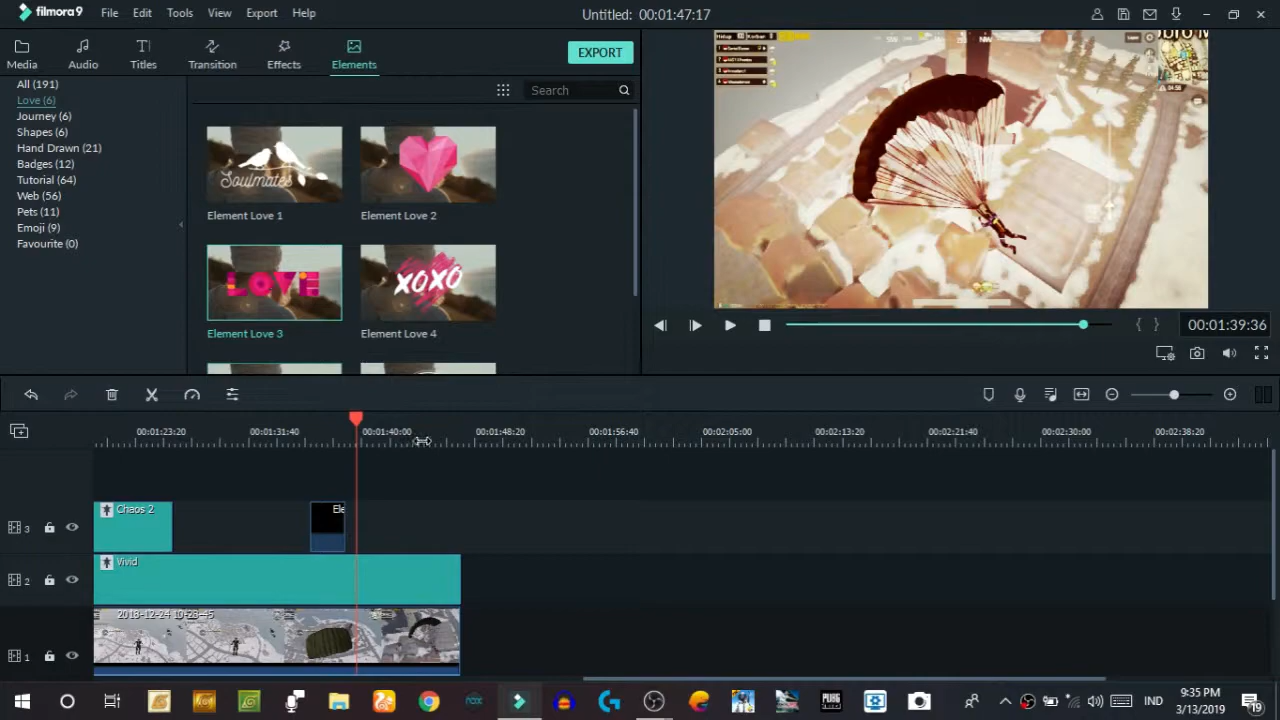 filmora9
File Edit Tools View Export Help
Untitled: 00:01:47:17
Media Audio Titles Transition Effects Elements
EXPORT
Search
Love (6)
Journey (6)
Shapes (6)
Hand Drawn (21)
Badges (12)
Tutorial (64)
Web (56)
Pets (11)
Emoji (9)
Favourite (0)
Soulmates
Element Love 1
Element Love 2
LOVE
XOXO
Element Love 3
Element Love 4
{ } 00:01:39:36
00:01:23:20 00:01:31:40 00:01:40:00 00:01:48:20 00:01:56:40 00:02:05:00 00:02:13:20 00:02:21:40 00:02:30:00 00:02:38:20
Chaos 2
Ele
3
Vivid
2
2018-12-24 10-23-45
1
IND
9:35 PM
3/13/2019
19